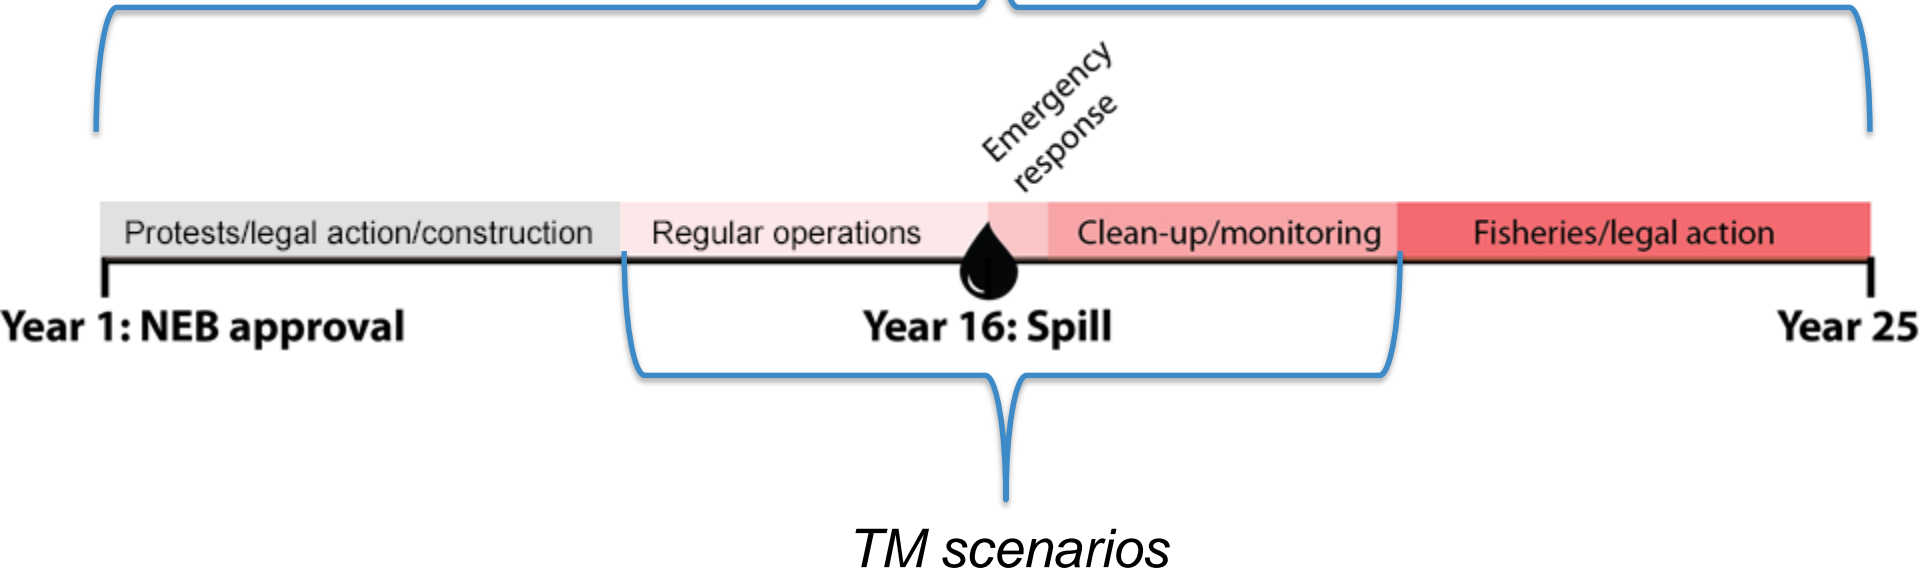 Emergency
response
Protests/legal action/construction
Regular operations
Clean-up/monitoring
Fisheries/legal action
Year 1: NEB approval
Year 16: Spill
Year 25
TM scenarios